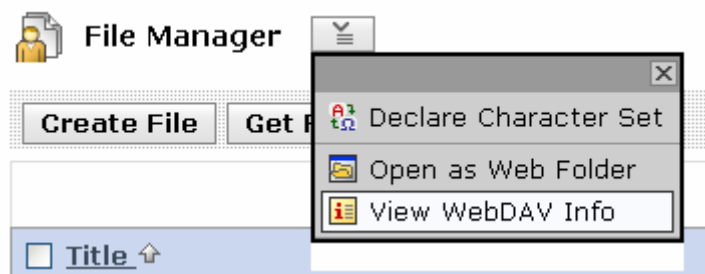 File Manager
Declare Character Set
Create File
Get
Open as Web Folder
View WebDAV Info
Title